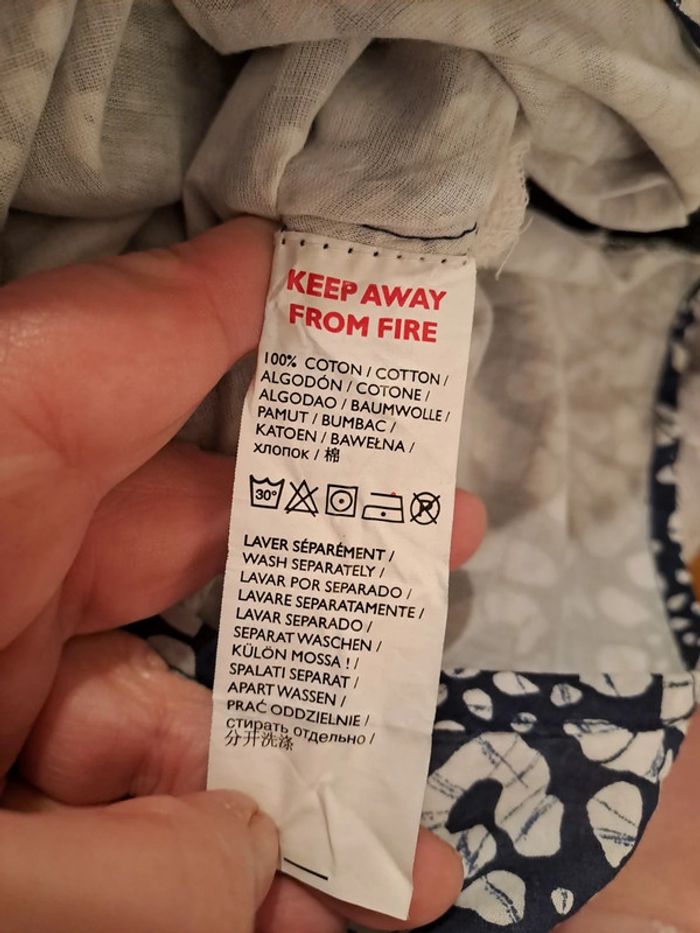 KEEP AWAY
FROM FIRE
100% COTON / COTTON /
ALGODÓN / COTONE /
ALGODAO / BAUMWOLLE /
PAMUT / BUMBAC /
KATOEN / BAWEŁNA /
хлопок / 棉
30°
P
LAVER SÉPARÉMENT /
WASH SEPARATELY /
LAVAR POR SEPARADO /
LAVARE SEPARATAMENTE /
LAVAR SEPARADO /
SEPARAT WASCHEN /
KÜLÖN MOSSA ! /
SPALATI SEPARAT /
APART WASSEN /
PRAĆ ODDZIELNIE /
стирать отдельно /
分开洗涤